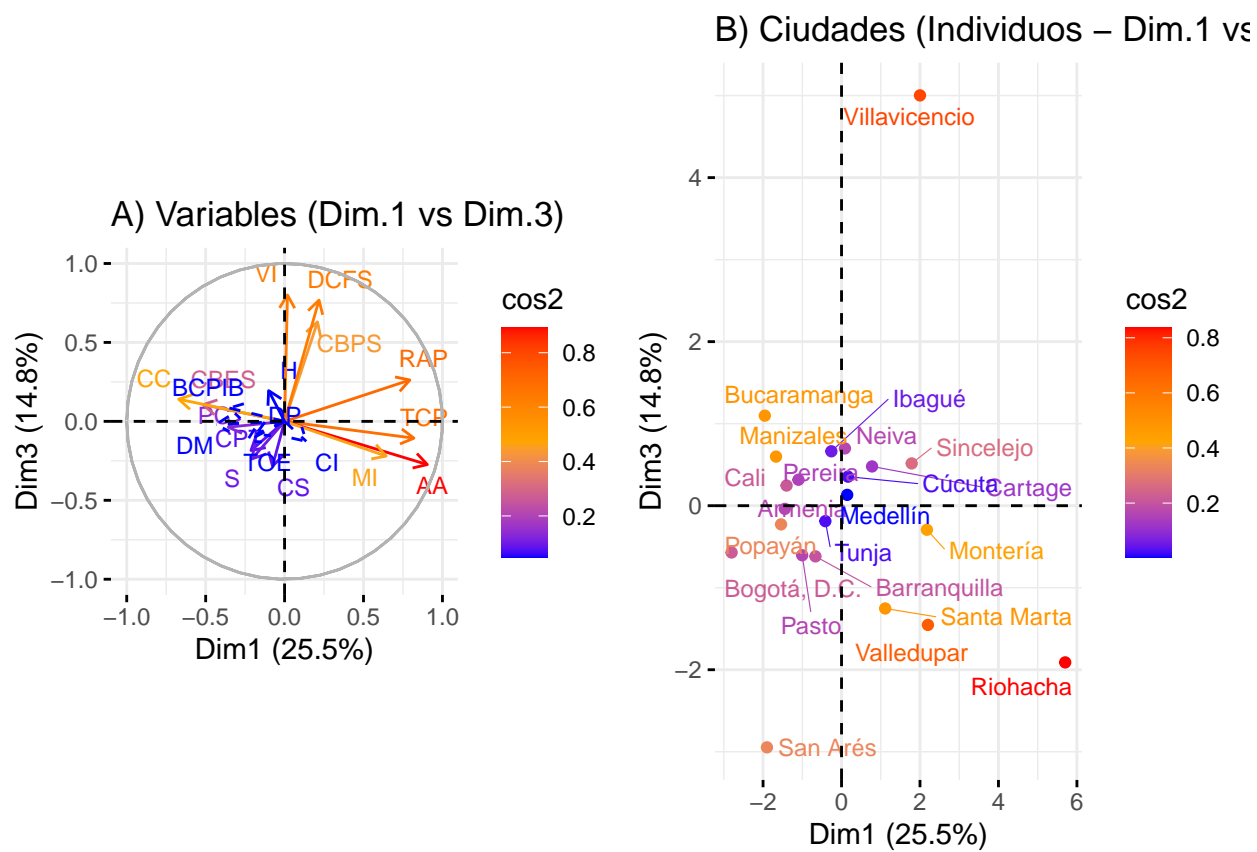 A) Variables (Dim.1 vs Dim.3)
1.0
0.5
0.0
−0.5
−1.0
Dim3 (14.8%)
VI
DCFS
CBPS
H
RAP
CC
CBES
BCPIB
PC
DP
TCP
DM
CP
TOE
CI
MI
S
CS
AA
−1.0
−0.5
0.0
0.5
1.0
Dim1 (25.5%)
cos2
0.8
0.6
0.4
0.2
B) Ciudades (Individuos − Dim.1 vs
4
2
0
−2
Dim3 (14.8%)
Villavicencio
Bucaramanga
Ibagué
Manizales
Neiva
Sincelejo
Cali
Pereira
Cúcuta
Cartage
Armenia
Medellín
Popayán
Tunja
Montería
Bogotá, D.C.
Barranquilla
Pasto
Santa Marta
Valledupar
Riohacha
San Arés
−2
0
2
4
6
Dim1 (25.5%)
cos2
0.8
0.6
0.4
0.2